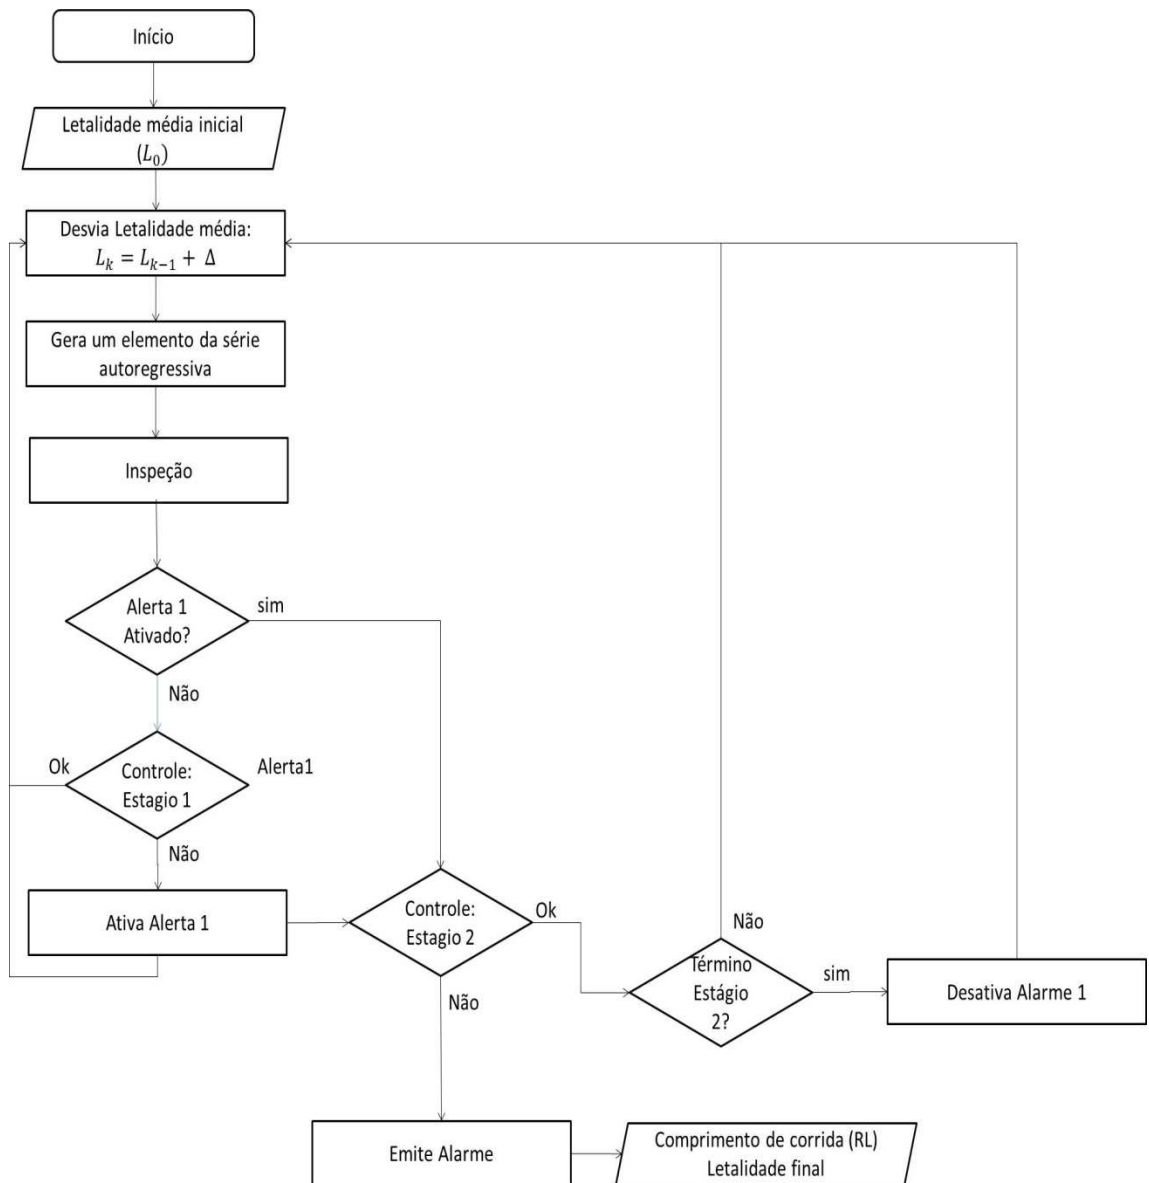 Início
Letalidade média inicial
(L₀)
Desvia Letalidade média:
Lₖ = Lₖ₋₁ + Δ
Gera um elemento da série
autoregressiva
Inspeção
Alerta 1
Ativado?
sim
Não
Ok
Controle:
Estagio 1
Alerta1
Não
Ativa Alerta 1
Controle:
Estagio 2
Ok
Não
Não
Término
Estágio
2?
sim
Desativa Alarme 1
Emite Alarme
Comprimento de corrida (RL)
Letalidade final